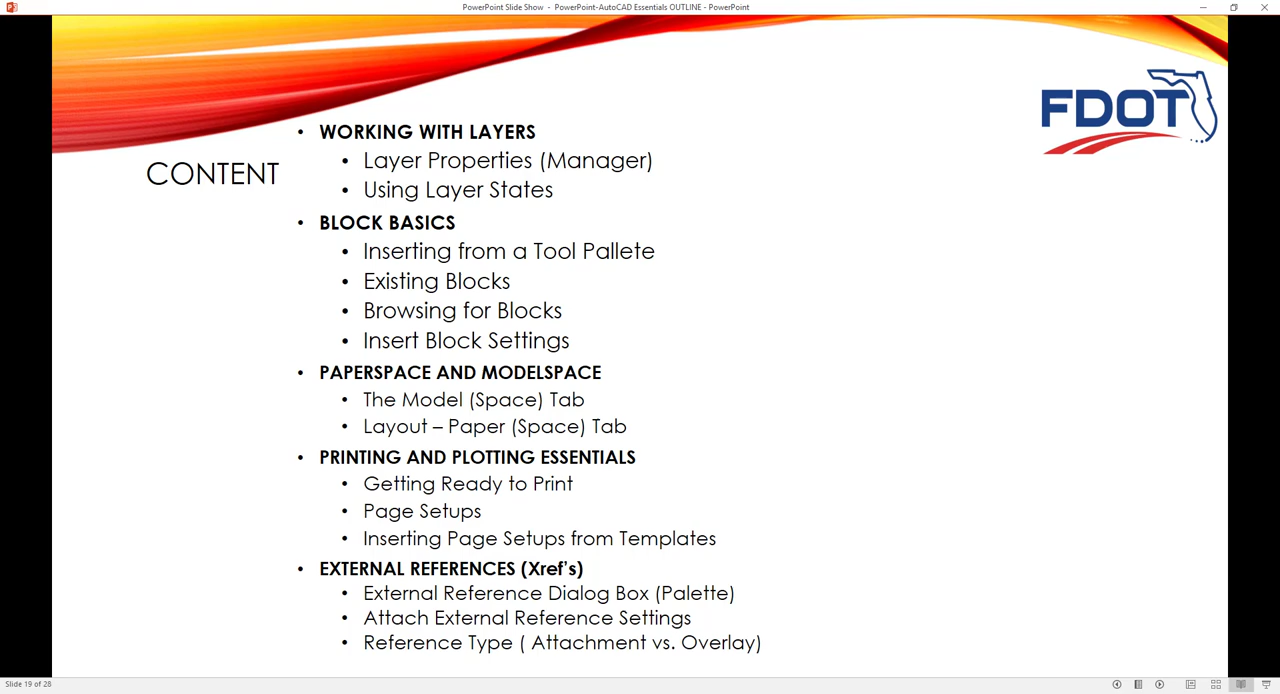 PowerPoint Slide Show - PowerPoint-AutoCAD Essentials OUTLINE - PowerPoint
FDOT
CONTENT
• WORKING WITH LAYERS
• Layer Properties (Manager)
• Using Layer States
• BLOCK BASICS
• Inserting from a Tool Pallete
• Existing Blocks
• Browsing for Blocks
• Insert Block Settings
• PAPERSPACE AND MODELSPACE
• The Model (Space) Tab
• Layout – Paper (Space) Tab
• PRINTING AND PLOTTING ESSENTIALS
• Getting Ready to Print
• Page Setups
• Inserting Page Setups from Templates
• EXTERNAL REFERENCES (Xref's)
• External Reference Dialog Box (Palette)
• Attach External Reference Settings
• Reference Type ( Attachment vs. Overlay)
Slide 19 of 28